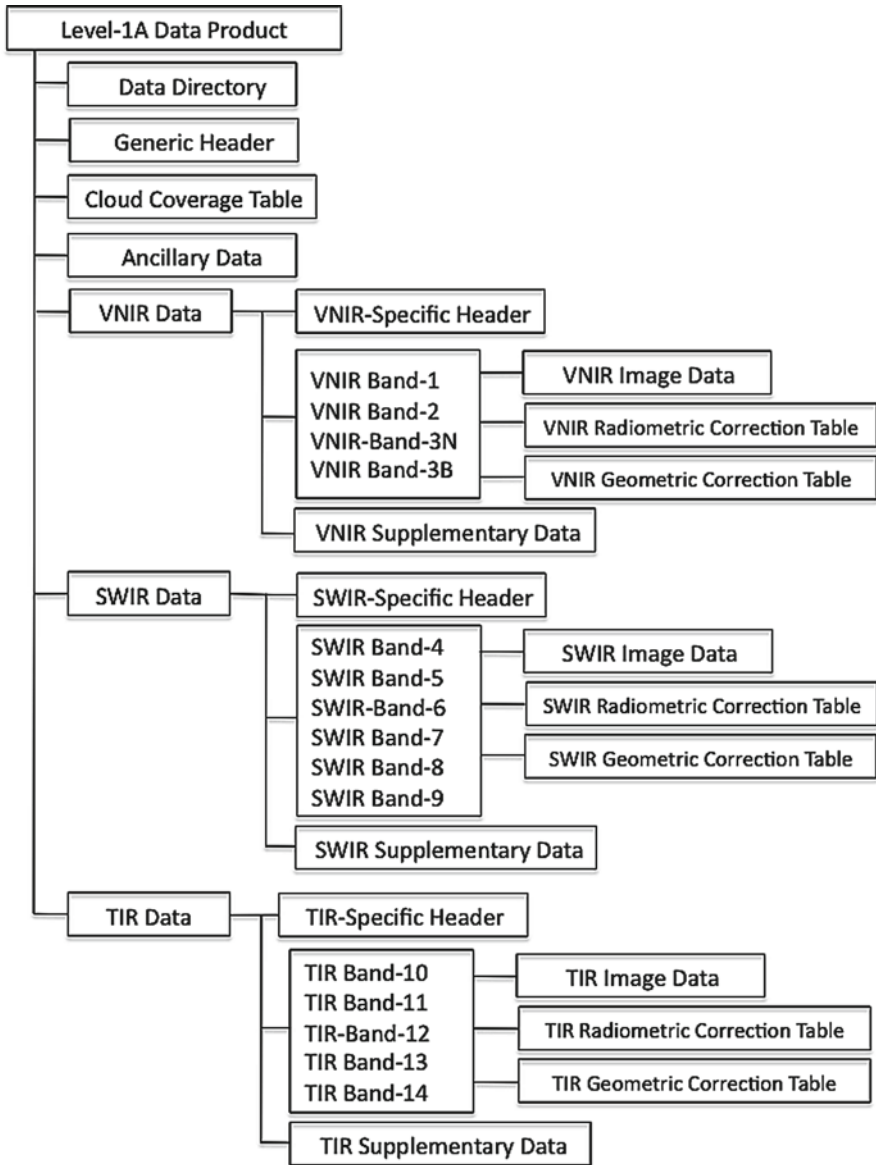 Level-1A Data Product
Data Directory
Generic Header
Cloud Coverage Table
Ancillary Data
VNIR Data
VNIR-Specific Header
VNIR Band-1
VNIR Band-2
VNIR-Band-3N
VNIR Band-3B
VNIR Image Data
VNIR Radiometric Correction Table
VNIR Geometric Correction Table
VNIR Supplementary Data
SWIR Data
SWIR-Specific Header
SWIR Band-4
SWIR Band-5
SWIR-Band-6
SWIR Band-7
SWIR Band-8
SWIR Band-9
SWIR Image Data
SWIR Radiometric Correction Table
SWIR Geometric Correction Table
SWIR Supplementary Data
TIR Data
TIR-Specific Header
TIR Band-10
TIR Band-11
TIR-Band-12
TIR Band-13
TIR Band-14
TIR Image Data
TIR Radiometric Correction Table
TIR Geometric Correction Table
TIR Supplementary Data